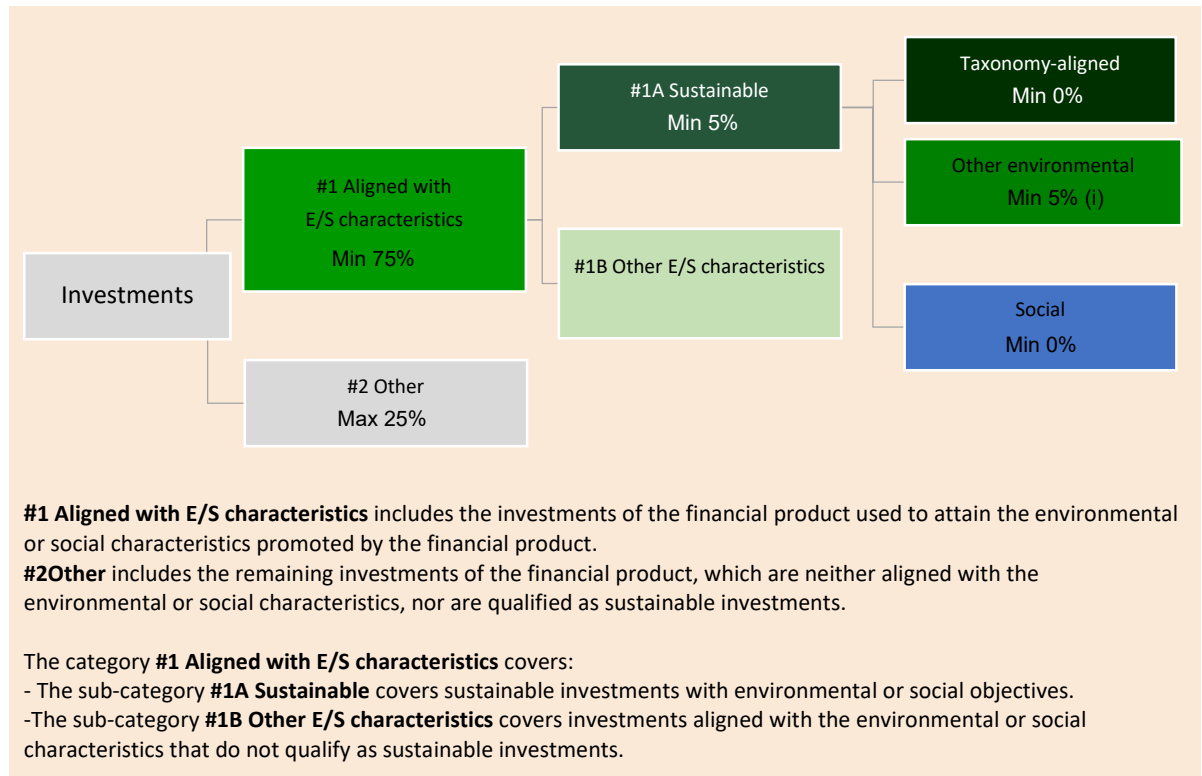 Investments
#1 Aligned with
E/S characteristics
Min 75%
#2 Other
Max 25%
#1A Sustainable
Min 5%
#1B Other E/S characteristics
Taxonomy-aligned
Min 0%
Other environmental
Min 5% (i)
Social
Min 0%
#1 Aligned with E/S characteristics includes the investments of the financial product used to attain the environmental
or social characteristics promoted by the financial product.
#2Other includes the remaining investments of the financial product, which are neither aligned with the
environmental or social characteristics, nor are qualified as sustainable investments.
The category #1 Aligned with E/S characteristics covers:
- The sub-category #1A Sustainable covers sustainable investments with environmental or social objectives.
-The sub-category #1B Other E/S characteristics covers investments aligned with the environmental or social
characteristics that do not qualify as sustainable investments.